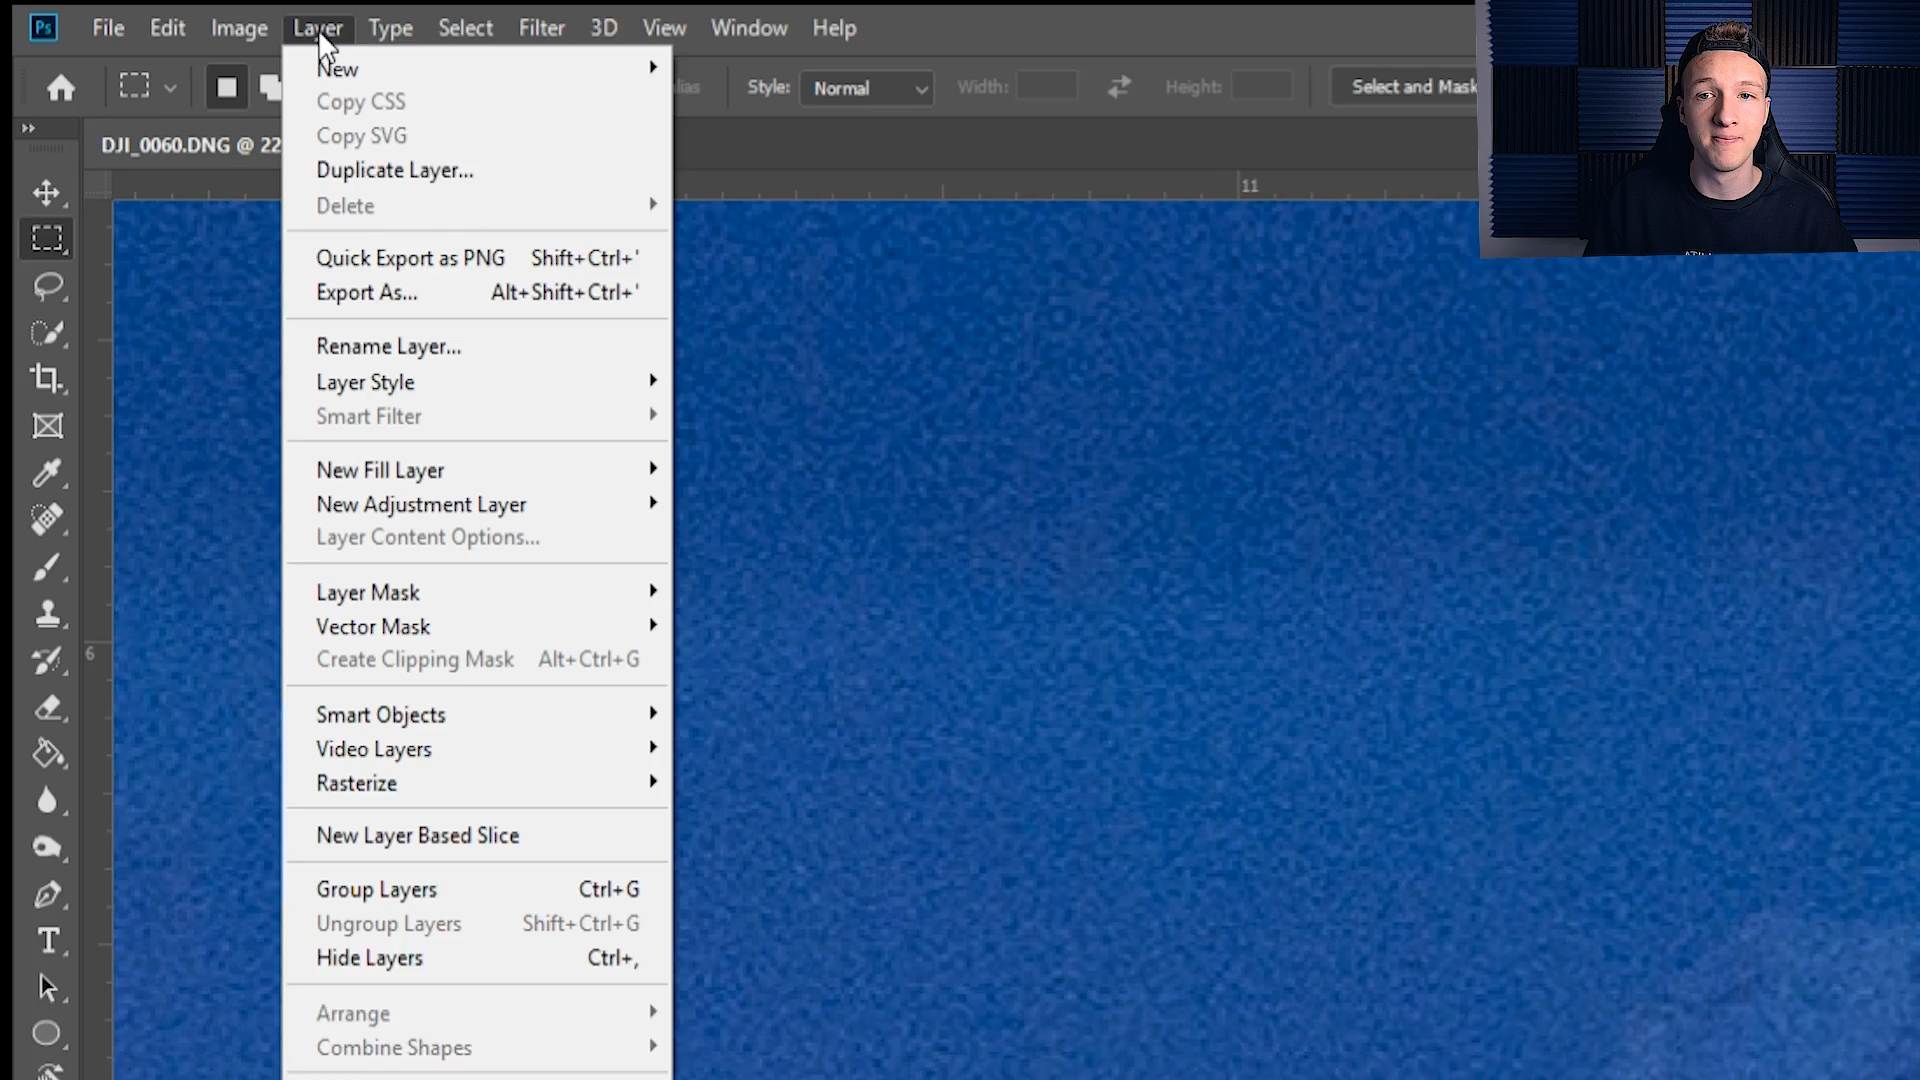 Ps File Edit Image Layer Type Select Filter 3D View Window Help
Style: Normal Width: Height: Select and Mask
DJI_0060.DNG @ 22
11
6
New
Copy CSS
Copy SVG
Duplicate Layer...
Delete
Quick Export as PNG Shift+Ctrl+'
Export As... Alt+Shift+Ctrl+'
Rename Layer...
Layer Style
Smart Filter
New Fill Layer
New Adjustment Layer
Layer Content Options...
Layer Mask
Vector Mask
Create Clipping Mask Alt+Ctrl+G
Smart Objects
Video Layers
Rasterize
New Layer Based Slice
Group Layers Ctrl+G
Ungroup Layers Shift+Ctrl+G
Hide Layers Ctrl+,
Arrange
Combine Shapes